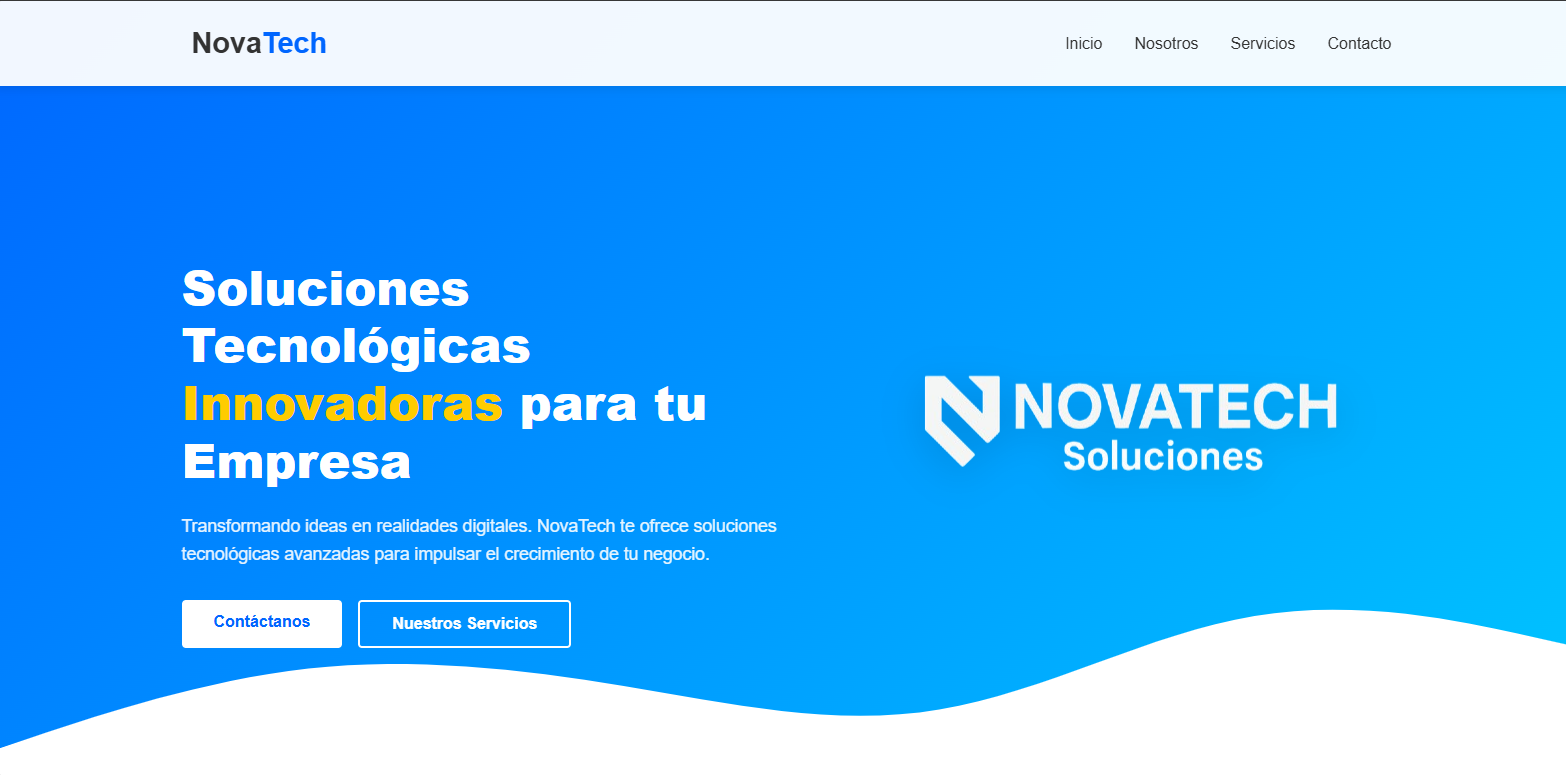 NovaTech
Inicio
Nosotros
Servicios
Contacto
Soluciones
Tecnológicas
Innovadoras para tu
Empresa
NOVATECH
Soluciones
Transformando ideas en realidades digitales. NovaTech te ofrece soluciones
tecnológicas avanzadas para impulsar el crecimiento de tu negocio.
Contáctanos
Nuestros Servicios